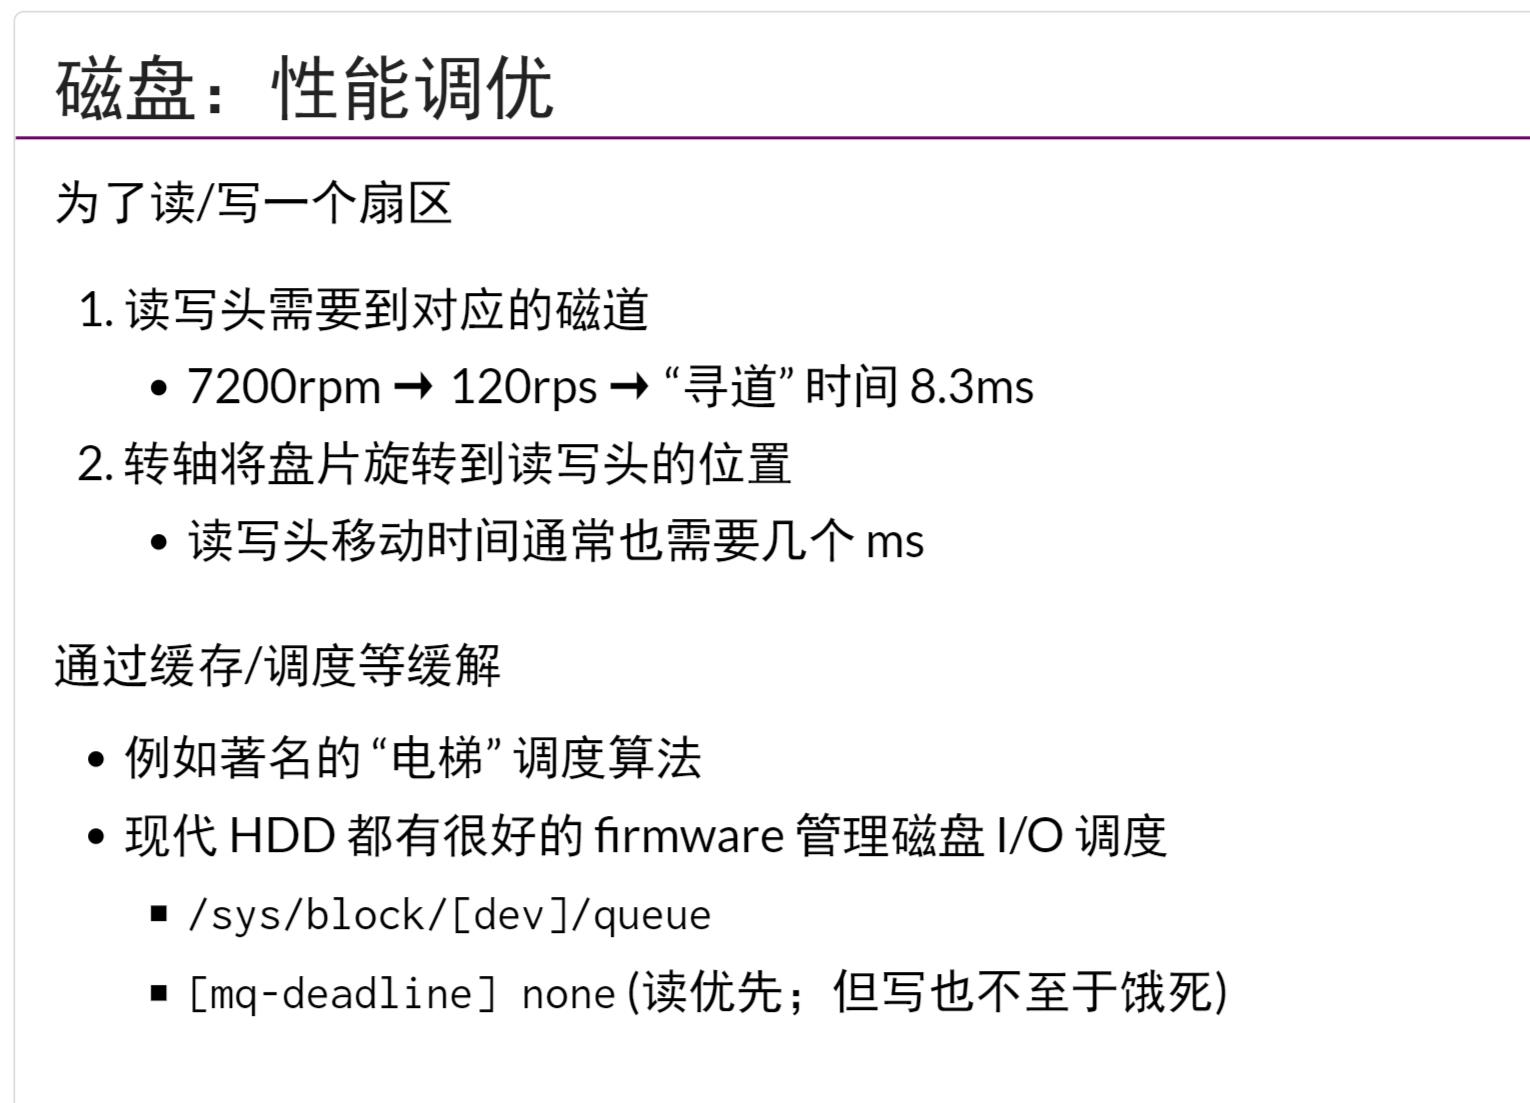 磁盘：性能调优
为了读/写一个扇区
1. 读写头需要到对应的磁道
• 7200rpm → 120rps → “寻道” 时间 8.3ms
2. 转轴将盘片旋转到读写头的位置
• 读写头移动时间通常也需要几个 ms
通过缓存/调度等缓解
• 例如著名的 “电梯” 调度算法
• 现代 HDD 都有很好的 firmware 管理磁盘 I/O 调度
▪ /sys/block/[dev]/queue
▪ [mq-deadline] none (读优先；但写也不至于饿死)